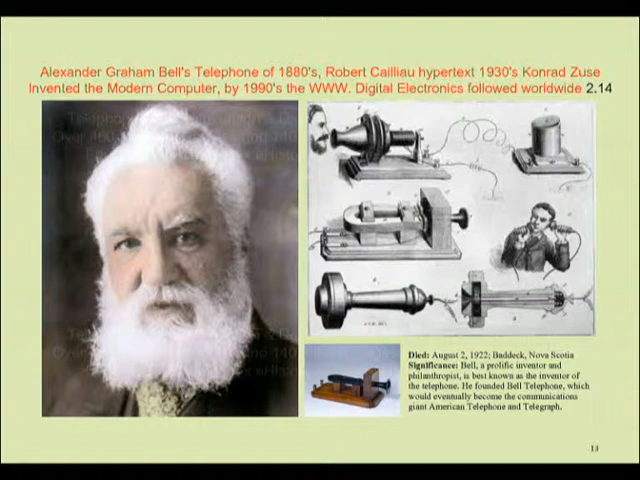 Alexander Graham Bell's Telephone of 1880's, Robert Cailliau hypertext 1930's Konrad Zuse
Invented the Modern Computer, by 1990's the WWW. Digital Electronics followed worldwide 2.14
Died: August 2, 1922; Baddeck, Nova Scotia
Significance: Bell, a prolific inventor and
philanthropist, is best known as the inventor of
the telephone. He founded Bell Telephone, which
would eventually become the communications
giant American Telephone and Telegraph.
13